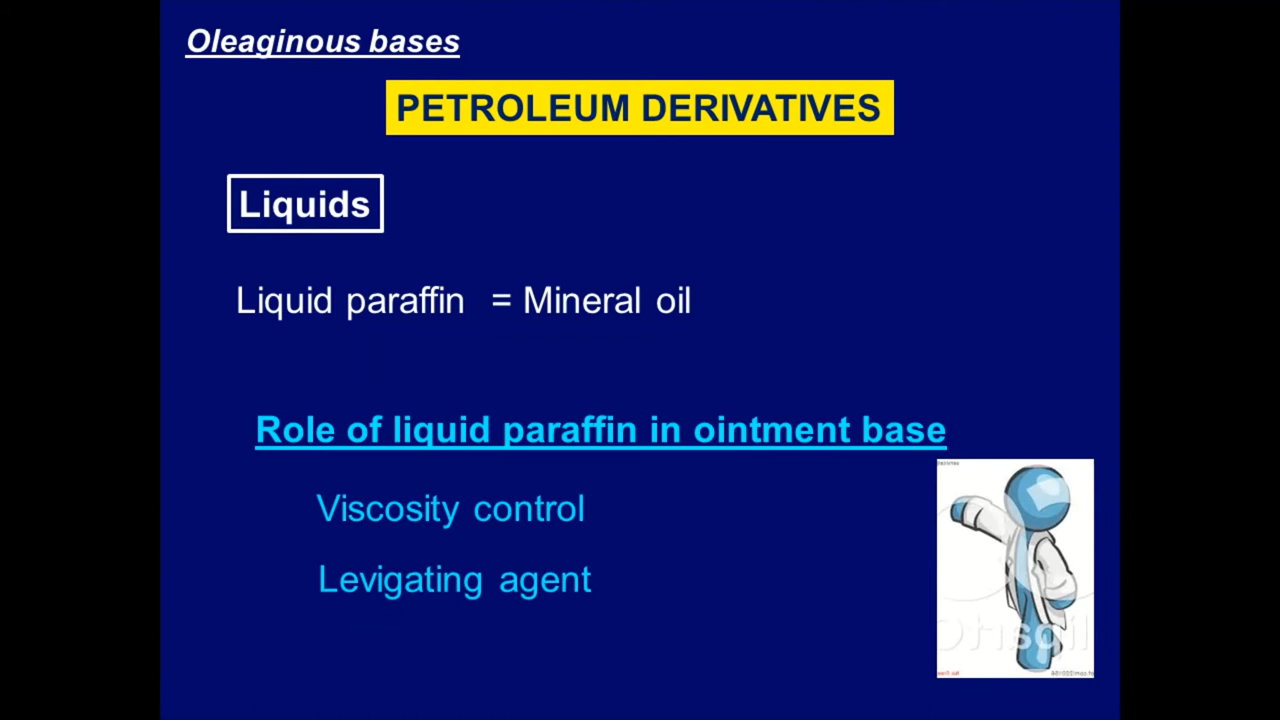 Oleaginous bases
PETROLEUM DERIVATIVES
Liquids
Liquid paraffin = Mineral oil
Role of liquid paraffin in ointment base
Viscosity control
Levigating agent